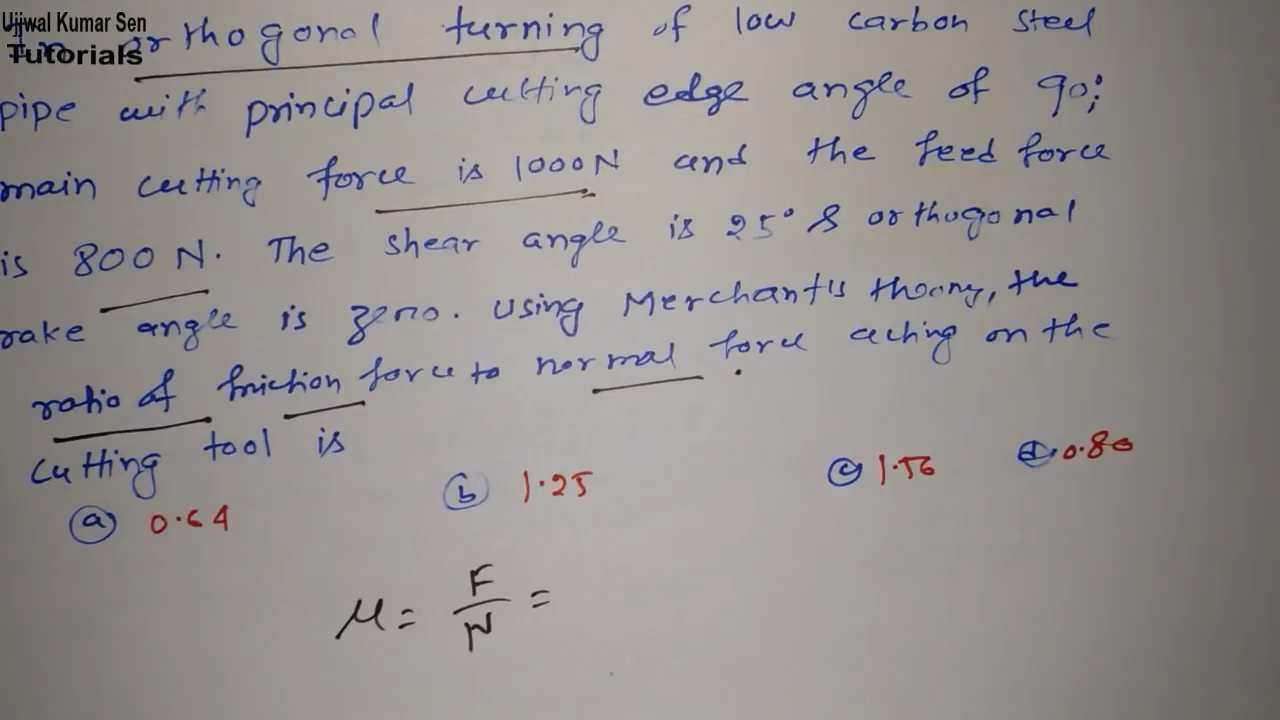 Ujjwal Kumar Sen
Tutorials
In orthogonal turning of low carbon steel
pipe with principal cutting edge angle of 90°,
main cutting force is 1000 N and the feed force
is 800 N. The shear angle is 25° & orthogonal
rake angle is zero. Using Merchant's theory, the
ratio of friction force to normal force acting on the
cutting tool is
(a) 0.64 (b) 1.25 (c) 1.56 (d) 0.80
μ = F/N =